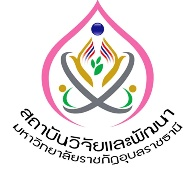 สถาบันวิจัยและพัฒนา
มหาวิทยาลัยราชภัฏอุบลราชธานี